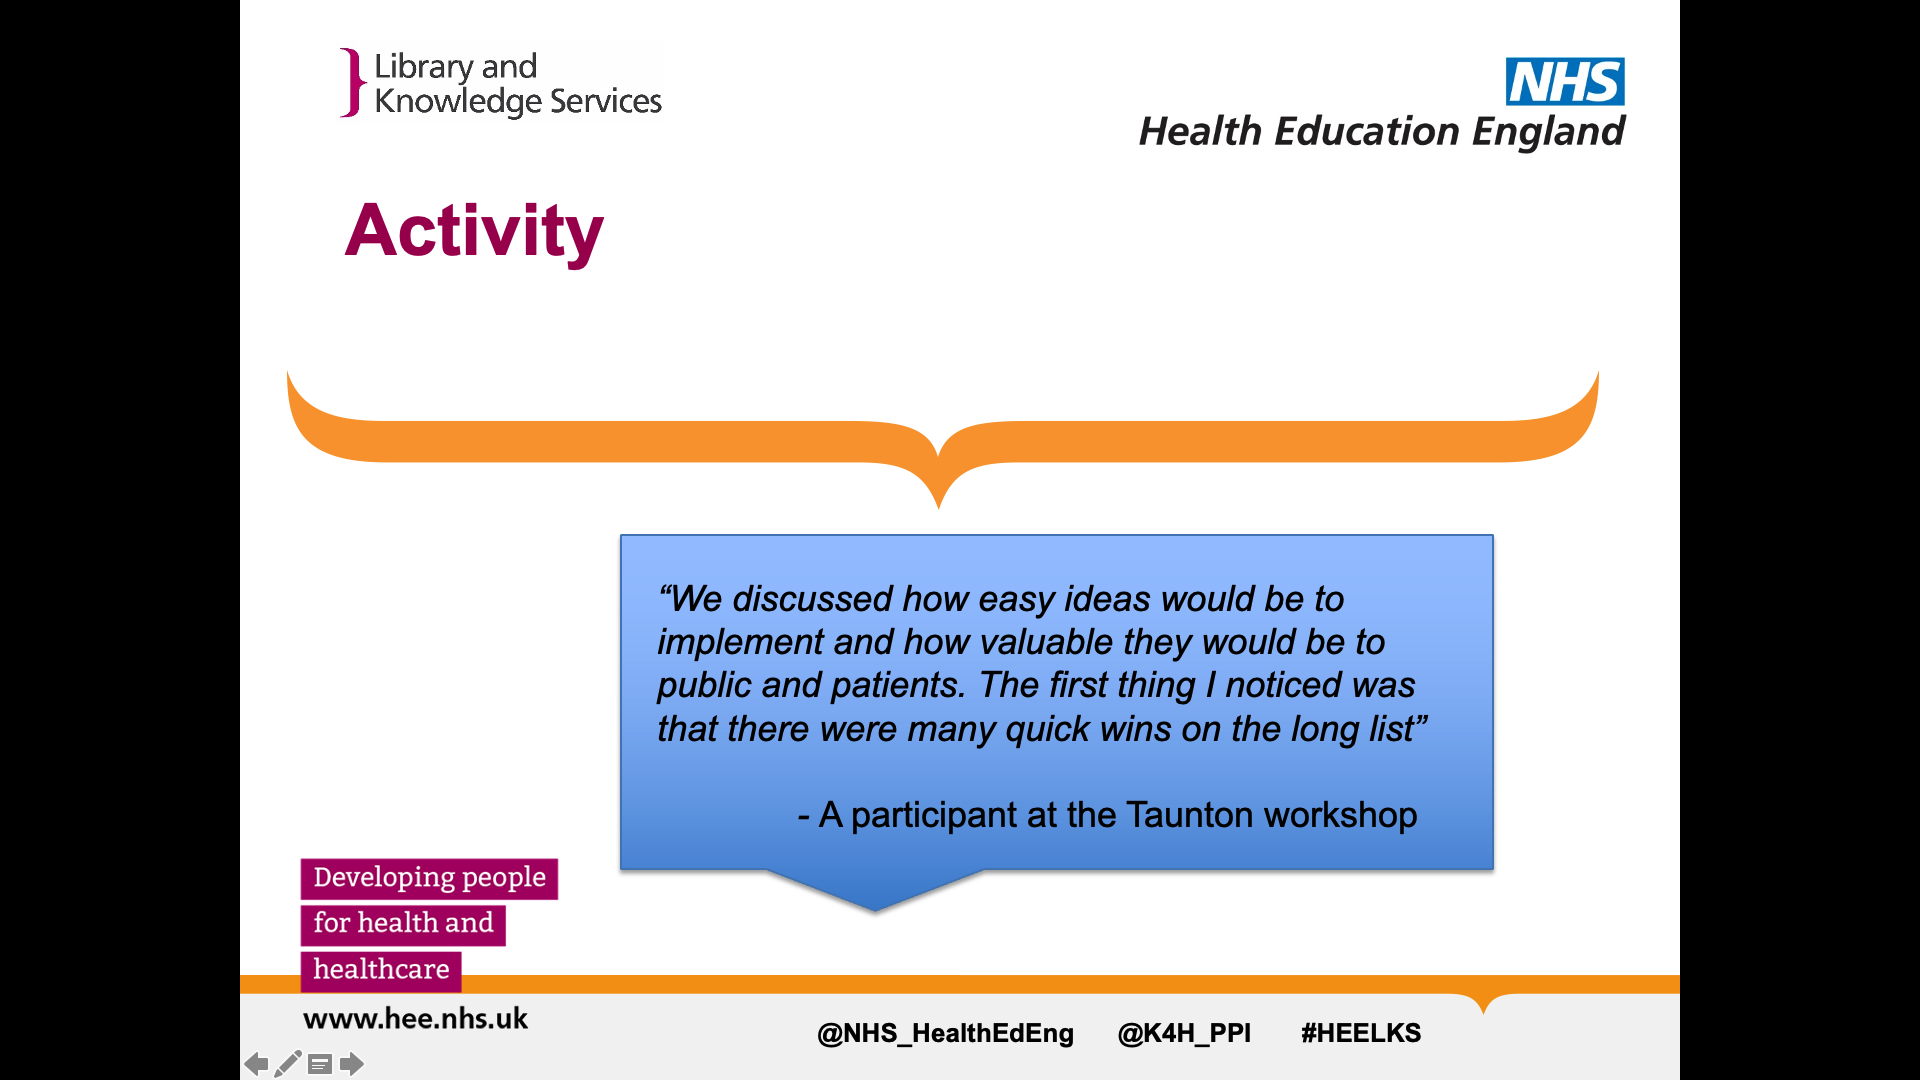 Library and
Knowledge Services
NHS
Health Education England
Activity
“We discussed how easy ideas would be to
implement and how valuable they would be to
public and patients. The first thing I noticed was
that there were many quick wins on the long list”
- A participant at the Taunton workshop
Developing people
for health and
healthcare
www.hee.nhs.uk
@NHS_HealthEdEng @K4H_PPI #HEELKS